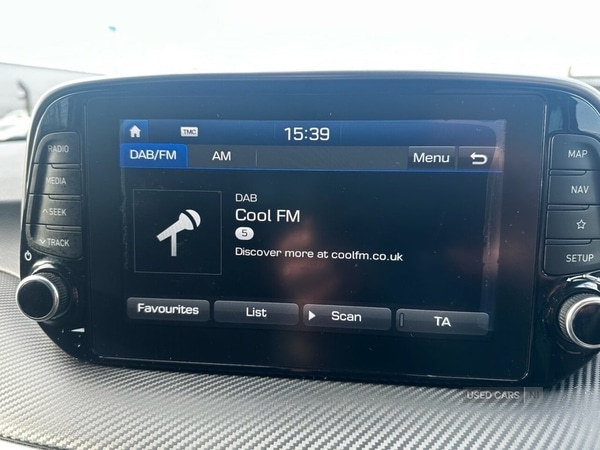 TMC
15:39
DAB/FM
AM
Menu
DAB
Cool FM
5
Discover more at coolfm.co.uk
Favourites
List
Scan
TA
RADIO
MEDIA
SEEK
TRACK
MAP
NAV
SETUP
USED CARS NI